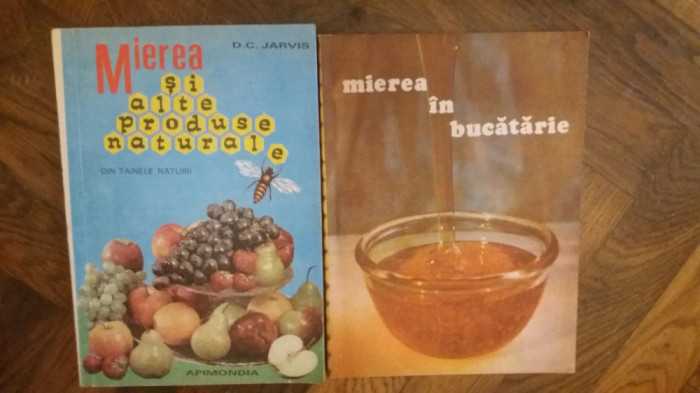 D.C. JARVIS
Mierea
și
alte
produse
naturale
DIN TAINELE NATURII
APIMONDIA
mierea
în
bucătărie